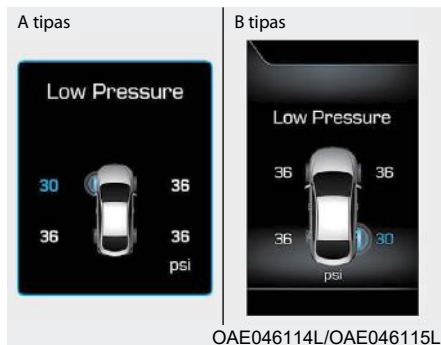 A tipas
B tipas
Low Pressure
30 36
36 36
psi
Low Pressure
36 36
36 30
psi
OAE046114L/OAE046115L